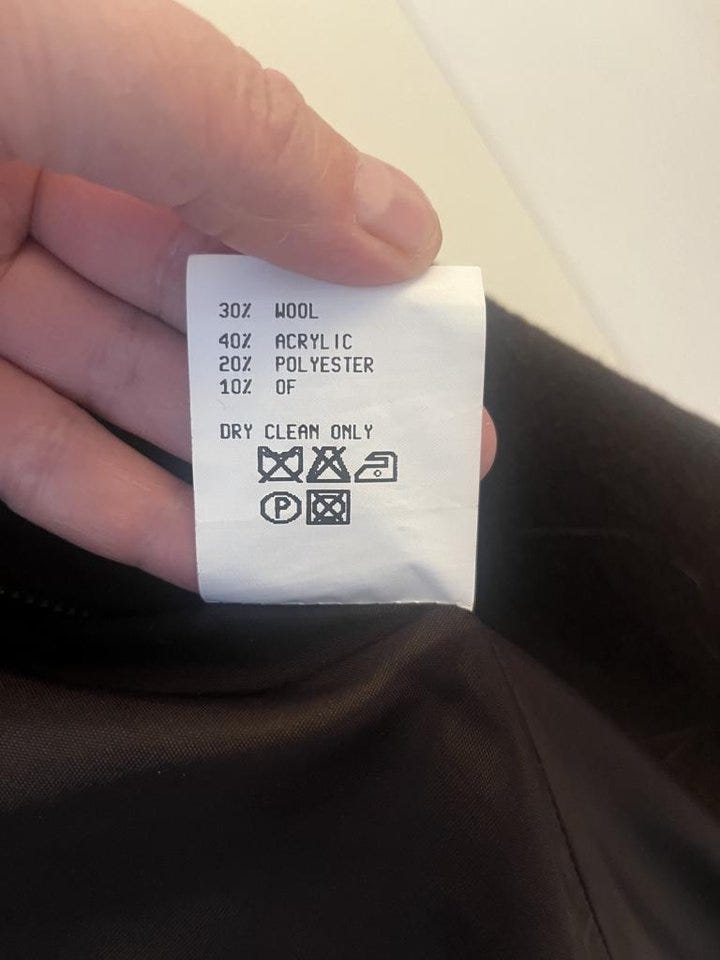 30% WOOL
40% ACRYLIC
20% POLYESTER
10% OF
DRY CLEAN ONLY
P